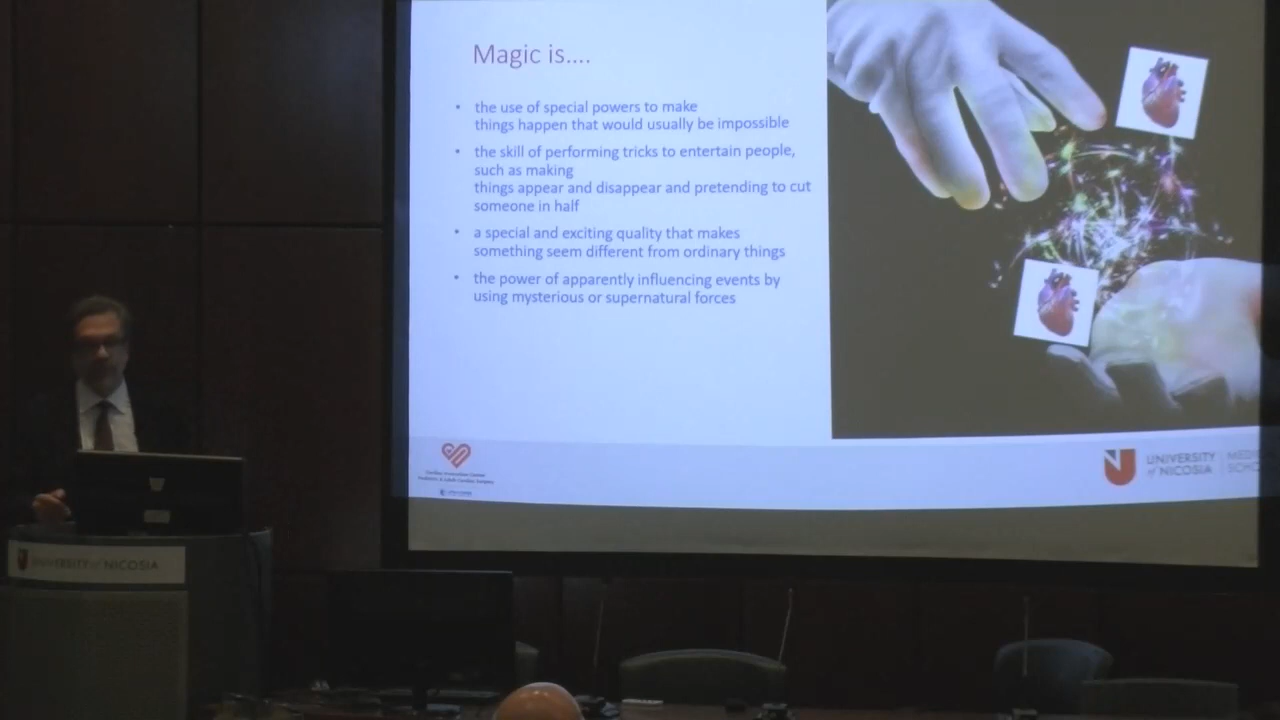 Magic is....
• the use of special powers to make
things happen that would usually be impossible
• the skill of performing tricks to entertain people,
such as making
things appear and disappear and pretending to cut
someone in half
• a special and exciting quality that makes
something seem different from ordinary things
• the power of apparently influencing events by
using mysterious or supernatural forces
UNIVERSITY
of NICOSIA
UNIVERSITY of NICOSIA